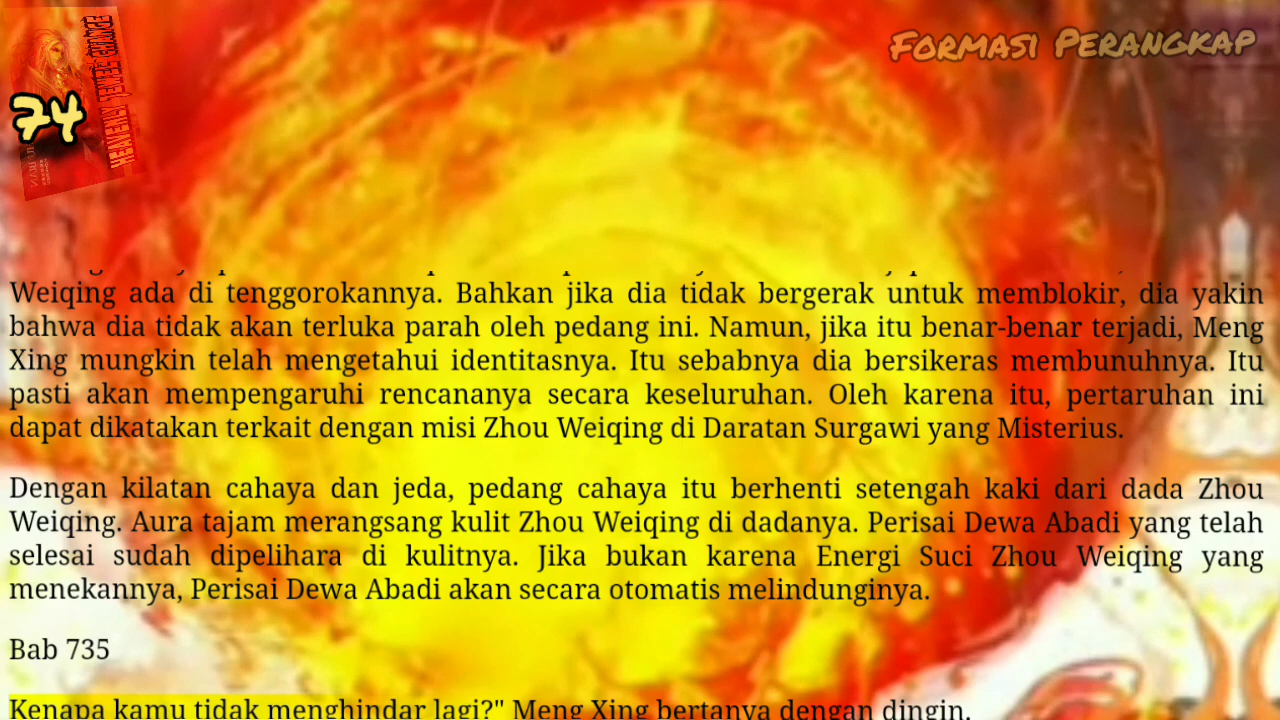 Formasi Perangkap
74
HEAVENLY JEWEL CHANGE
Weiqing ada di tenggorokannya. Bahkan jika dia tidak bergerak untuk memblokir, dia yakin
bahwa dia tidak akan terluka parah oleh pedang ini. Namun, jika itu benar-benar terjadi, Meng
Xing mungkin telah mengetahui identitasnya. Itu sebabnya dia bersikeras membunuhnya. Itu
pasti akan mempengaruhi rencananya secara keseluruhan. Oleh karena itu, pertaruhan ini
dapat dikatakan terkait dengan misi Zhou Weiqing di Daratan Surgawi yang Misterius.
Dengan kilatan cahaya dan jeda, pedang cahaya itu berhenti setengah kaki dari dada Zhou
Weiqing. Aura tajam merangsang kulit Zhou Weiqing di dadanya. Perisai Dewa Abadi yang telah
selesai sudah dipelihara di kulitnya. Jika bukan karena Energi Suci Zhou Weiqing yang
menekannya, Perisai Dewa Abadi akan secara otomatis melindunginya.
Bab 735
Kenapa kamu tidak menghindar lagi?" Meng Xing bertanya dengan dingin.